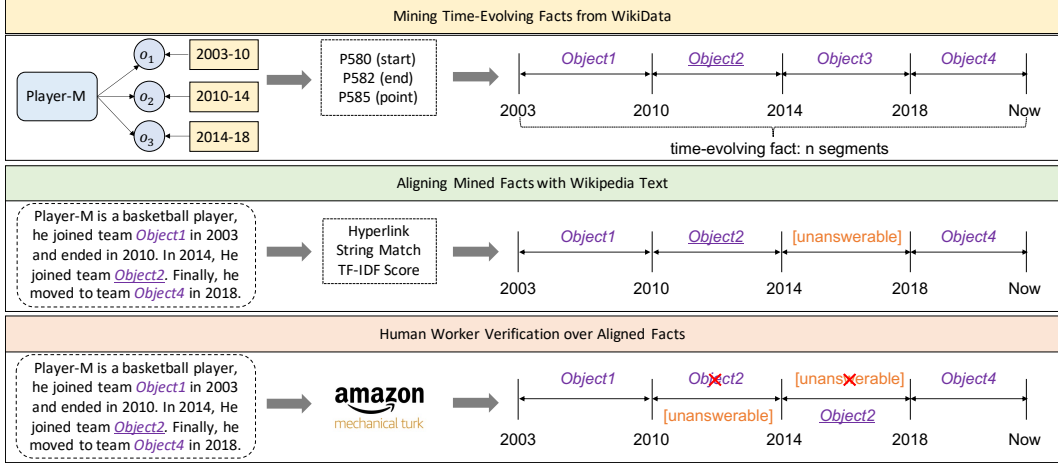 Mining Time-Evolving Facts from WikiData
Player-M
o1
2003-10
o2
2010-14
o3
2014-18
P580 (start)
P582 (end)
P585 (point)
Object1 Object2 Object3 Object4
2003 2010 2014 2018 Now
time-evolving fact: n segments
Aligning Mined Facts with Wikipedia Text
Player-M is a basketball player,
he joined team Object1 in 2003
and ended in 2010. In 2014, He
joined team Object2. Finally, he
moved to team Object4 in 2018.
Hyperlink
String Match
TF-IDF Score
Object1 Object2 [unanswerable] Object4
2003 2010 2014 2018 Now
Human Worker Verification over Aligned Facts
Player-M is a basketball player,
he joined team Object1 in 2003
and ended in 2010. In 2014, He
joined team Object2. Finally, he
moved to team Object4 in 2018.
amazon
mechanical turk
Object1 Object2 [unanswerable] Object4
[unanswerable] Object2
2003 2010 2014 2018 Now